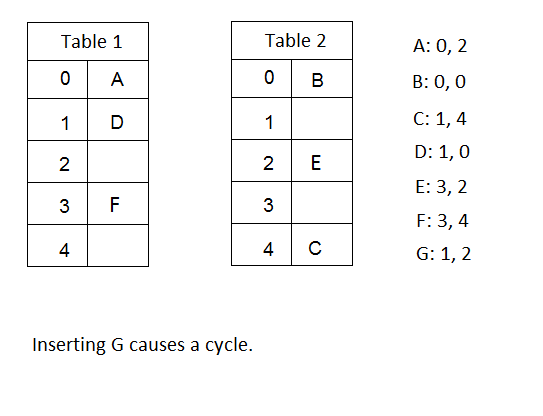 Table 1
0 A
1 D
2
3 F
4
Table 2
0 B
1
2 E
3
4 C
A: 0, 2
B: 0, 0
C: 1, 4
D: 1, 0
E: 3, 2
F: 3, 4
G: 1, 2
Inserting G causes a cycle.